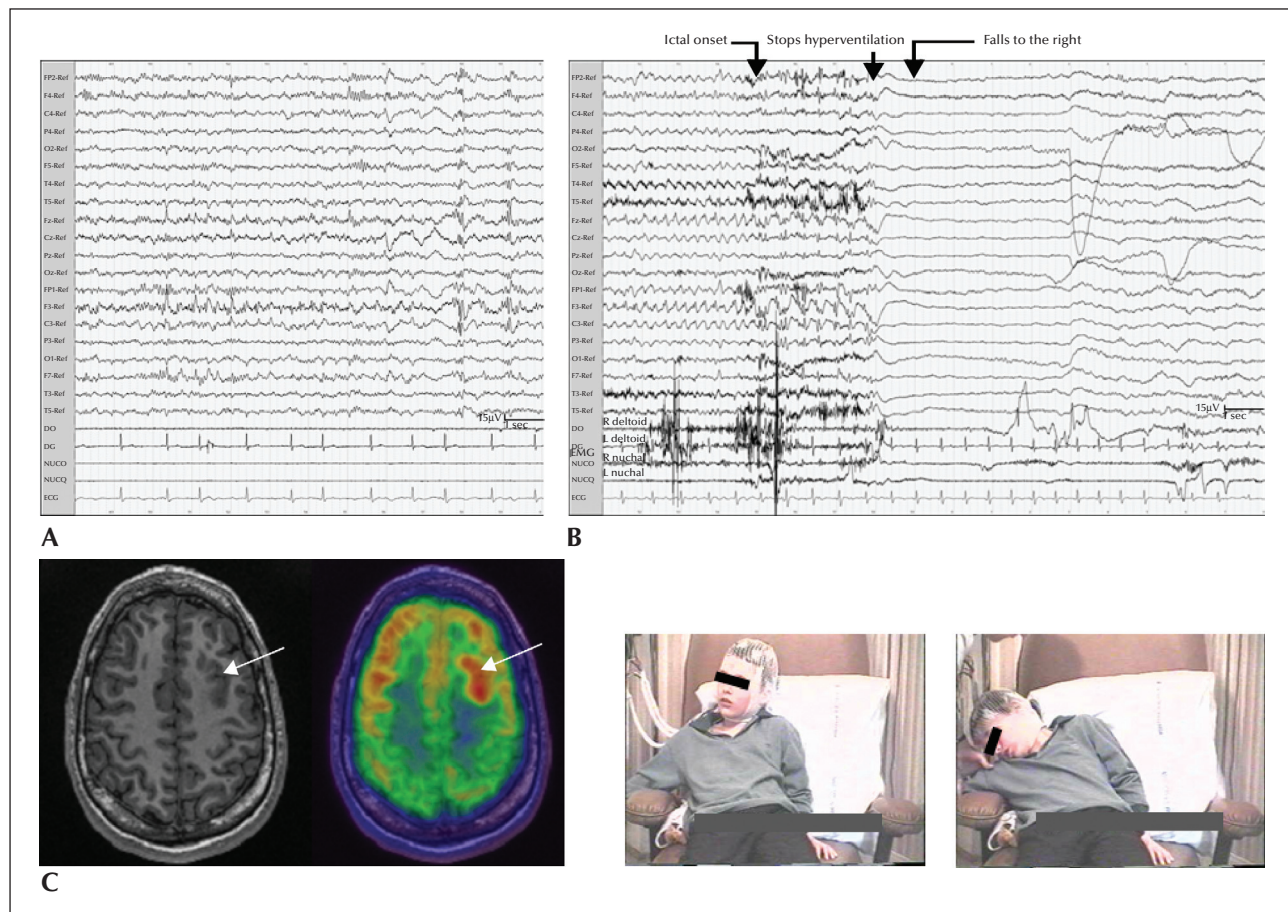 Ictal onset Stops hyperventilation Falls to the right
FP2-Ref
F4-Ref
C4-Ref
P4-Ref
O2-Ref
F5-Ref
T4-Ref
T5-Ref
Fz-Ref
Cz-Ref
Pz-Ref
Oz-Ref
FP1-Ref
F3-Ref
C3-Ref
P3-Ref
O1-Ref
F7-Ref
T3-Ref
T5-Ref
DO
DG
NUCO
NUCQ
ECG
15µV
1 sec
A
FP2-Ref
F4-Ref
C4-Ref
P4-Ref
O2-Ref
F5-Ref
T4-Ref
T5-Ref
Fz-Ref
Cz-Ref
Pz-Ref
Oz-Ref
FP1-Ref
F3-Ref
C3-Ref
P3-Ref
O1-Ref
F7-Ref
T3-Ref
T5-Ref
DO R deltoid
DG L deltoid
EMG
NUCO R nuchal
NUCQ L nuchal
ECG
15µV
1 sec
B
C